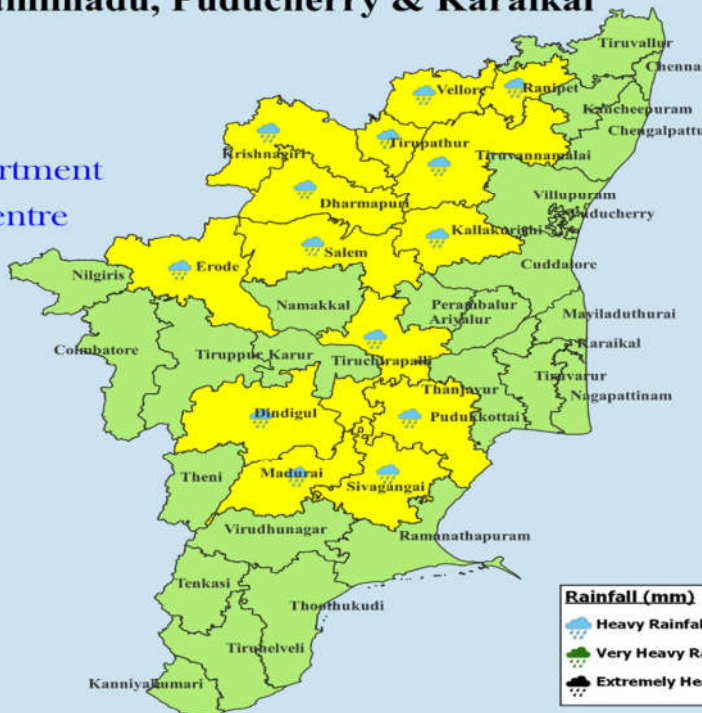 Puducherry & Karaikal
Tiruvallur
Chenna
Vellore
Ranipet
Kancheepuram
Chengalpattu
Krishnagiri
Tirupathur
Tiruvannamalai
rtment
entre
Dharmapuri
Villupuram
Puducherry
Kallakurichi
Salem
Erode
Cuddalore
Nilgiris
Namakkal
Perambalur
Ariyalur
Mayiladuthurai
Karaikal
Coimbatore
Tiruppur
Karur
Tiruchirapalli
Tiruvarur
Thanjavur
Nagapattinam
Dindigul
Pudukkottai
Theni
Madurai
Sivagangai
Virudhunagar
Ramanathapuram
Tenkasi
Thoothukudi
Tirunelveli
Kanniyakumari
Rainfall (mm)
Heavy Rainfal
Very Heavy Ra
Extremely He